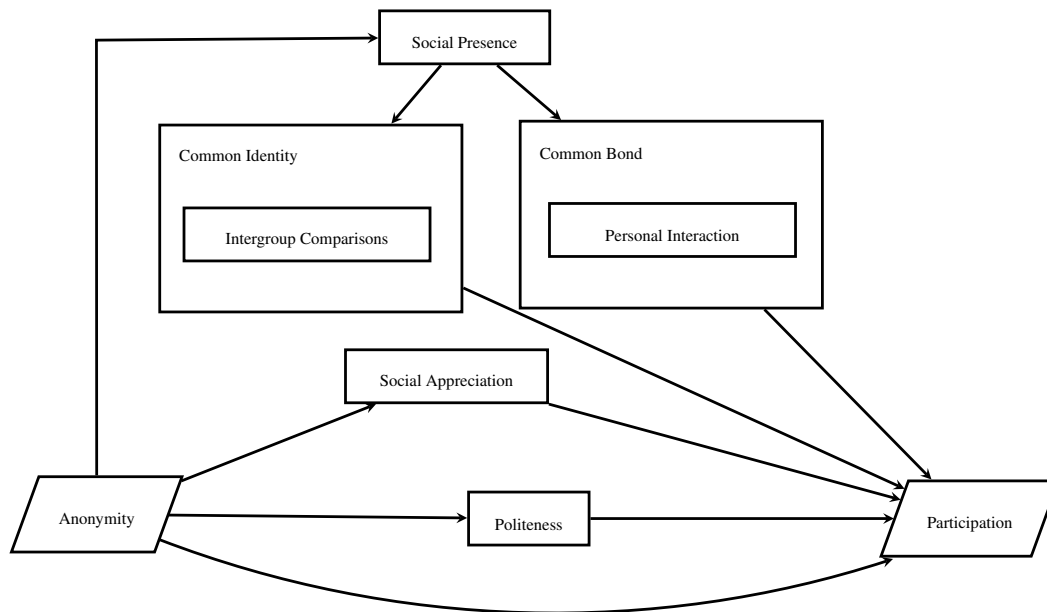 Social Presence
Common Identity
Common Bond
Intergroup Comparisons
Personal Interaction
Social Appreciation
Anonymity
Politeness
Participation